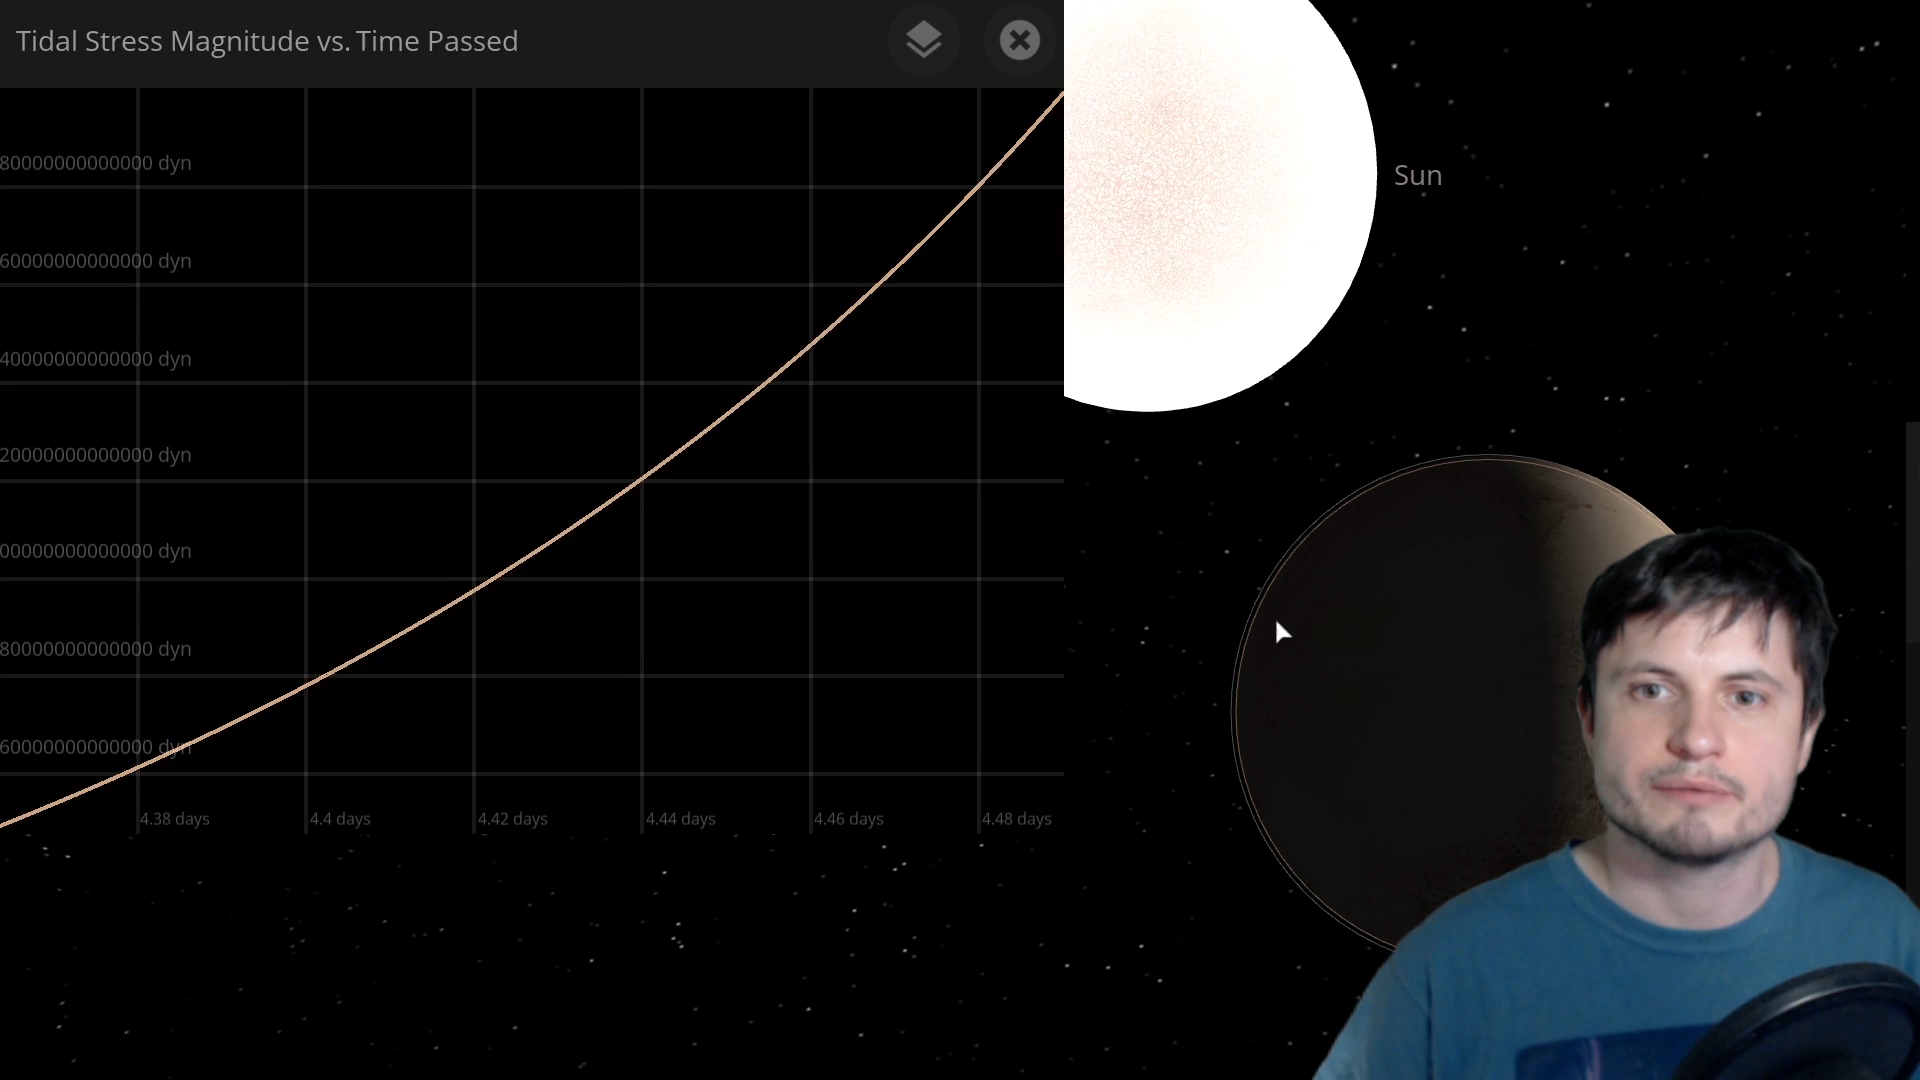 Tidal Stress Magnitude vs. Time Passed
80000000000000 dyn
60000000000000 dyn
40000000000000 dyn
20000000000000 dyn
00000000000000 dyn
80000000000000 dyn
60000000000000 dyn
4.38 days
4.4 days
4.42 days
4.44 days
4.46 days
4.48 days
Sun